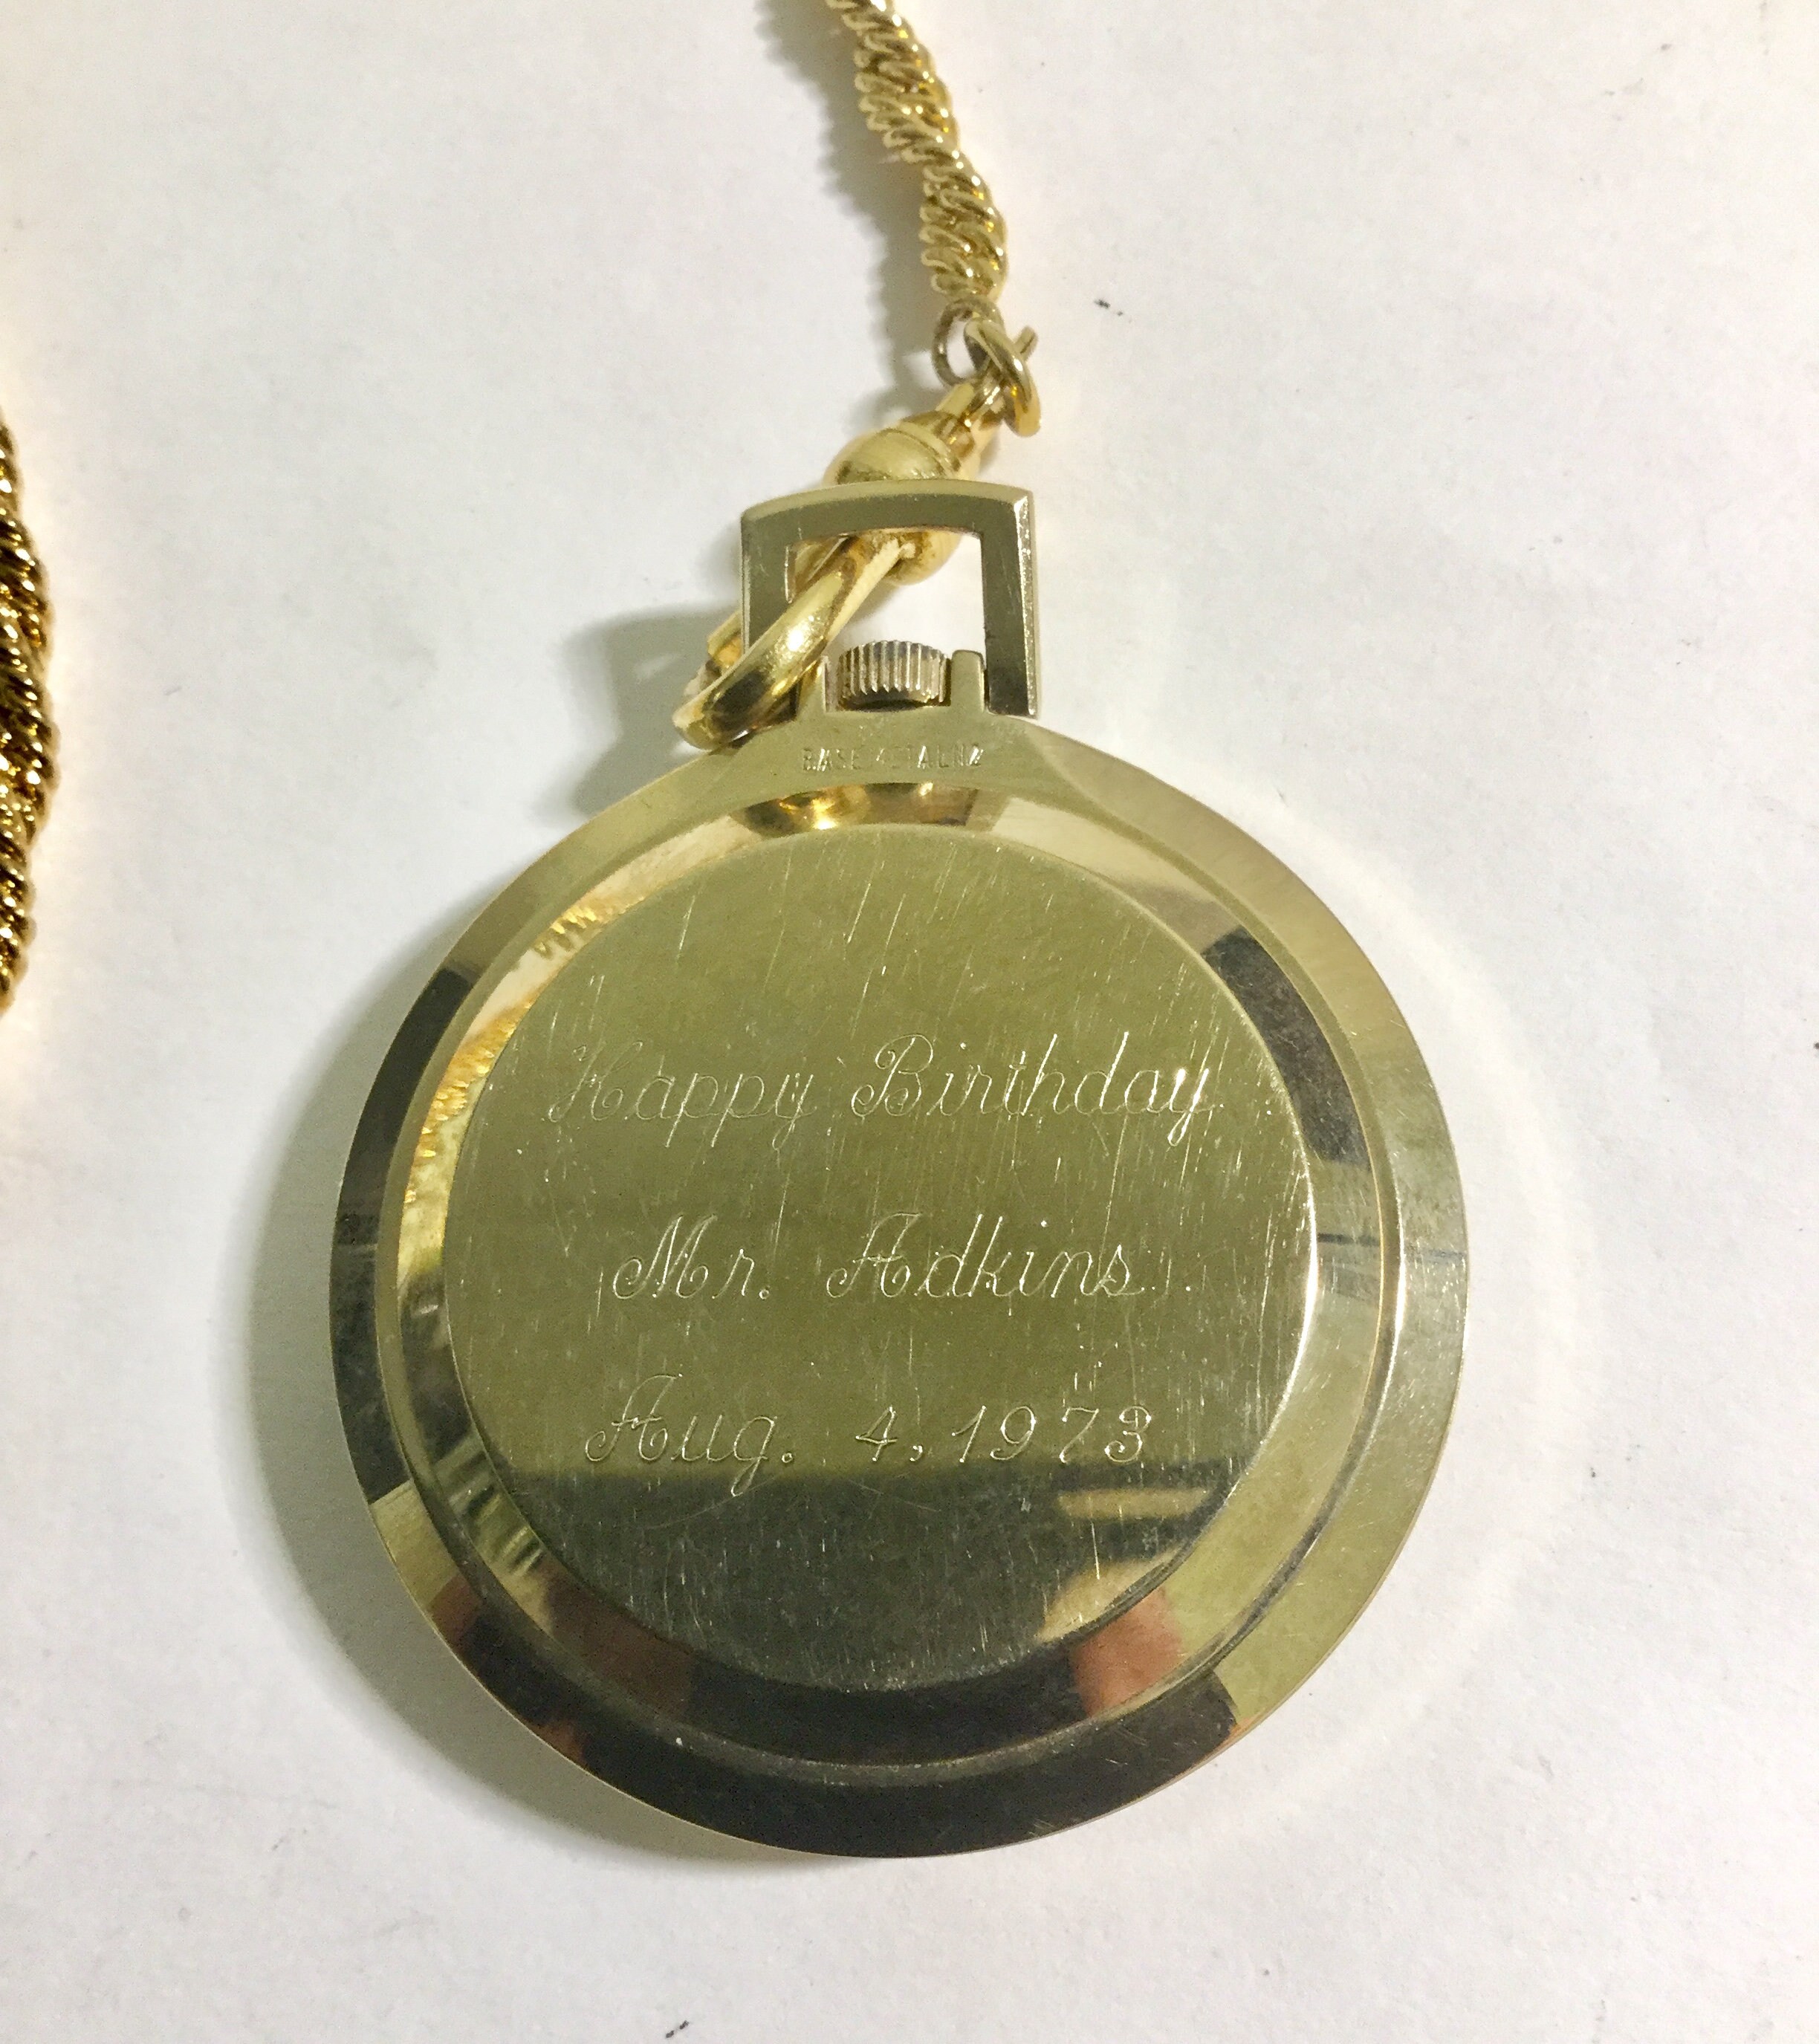 BASE METAL
Happy Birthday
Mr. Adkins
Aug. 4, 1973